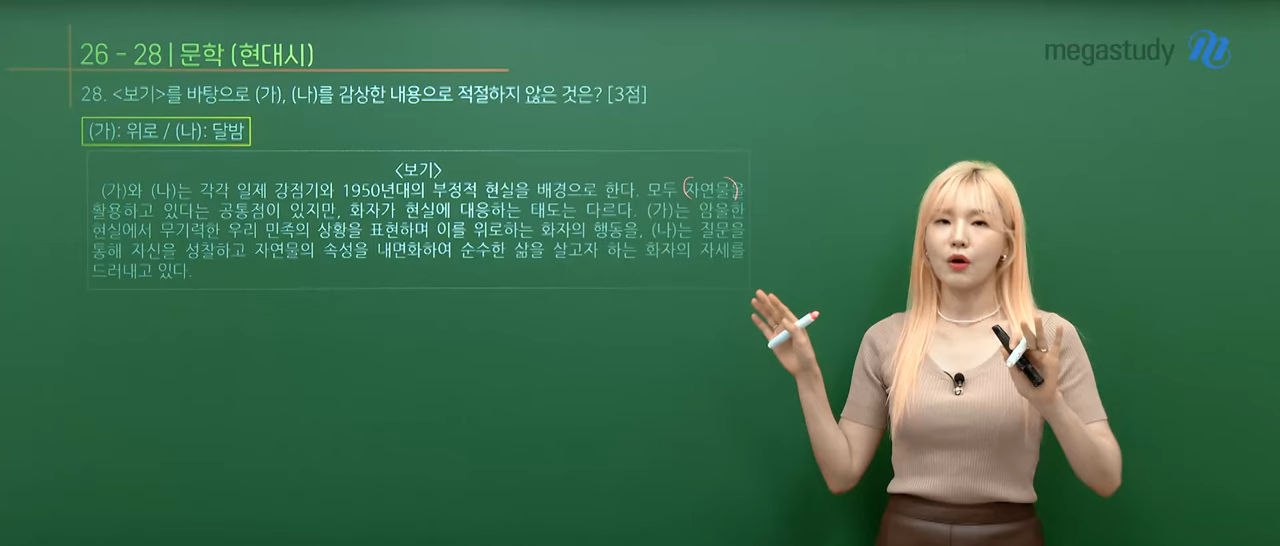 26 - 28 | 문학 (현대시)
megastudy
28. <보기>를 바탕으로 (가), (나)를 감상한 내용으로 적절하지 않은 것은? [3점]
(가): 위로 / (나): 달밤
<보기>
(가)와 (나)는 각각 일제 강점기와 1950년대의 부정적 현실을 배경으로 한다. 모두 자연물을
활용하고 있다는 공통점이 있지만, 화자가 현실에 대응하는 태도는 다르다. (가)는 암울한
현실에서 무기력한 우리 민족의 상황을 표현하며 이를 위로하는 화자의 행동을, (나)는 질문을
통해 자신을 성찰하고 자연물의 속성을 내면화하여 순수한 삶을 살고자 하는 화자의 자세를
드러내고 있다.